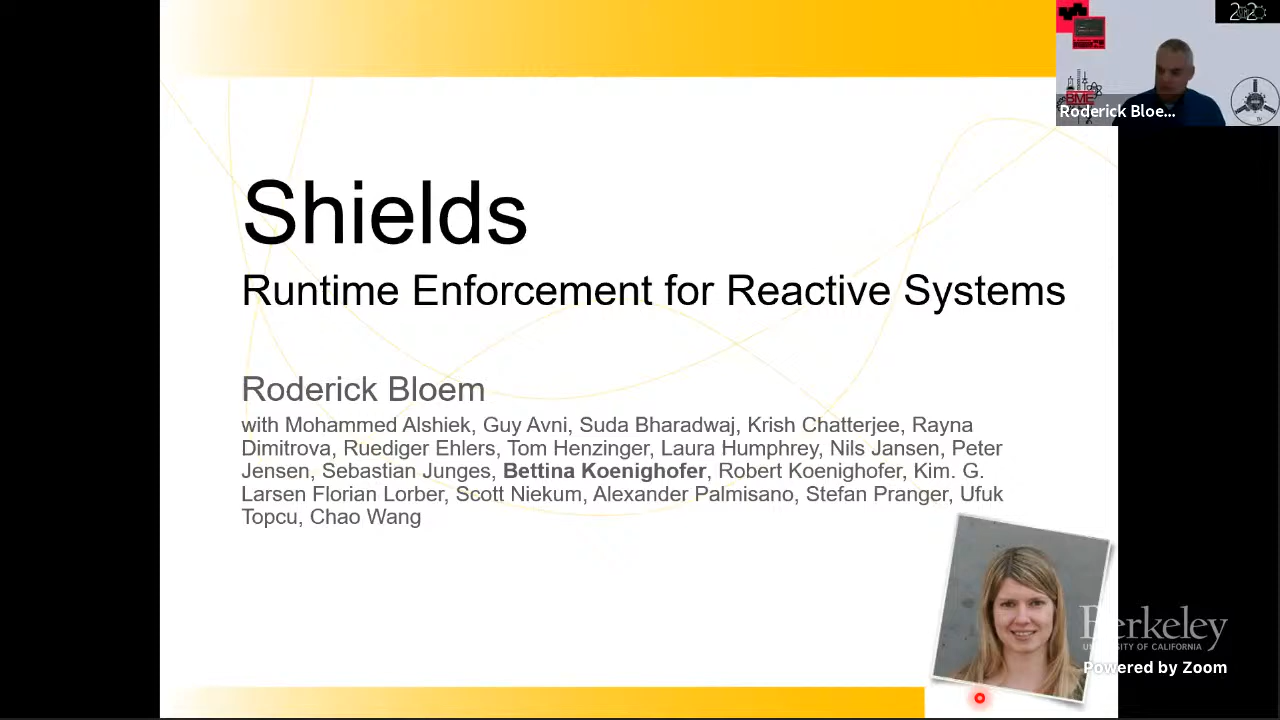 Roderick Bloe...
Shields
Runtime Enforcement for Reactive Systems
Roderick Bloem
with Mohammed Alshiek, Guy Avni, Suda Bharadwaj, Krish Chatterjee, Rayna
Dimitrova, Ruediger Ehlers, Tom Henzinger, Laura Humphrey, Nils Jansen, Peter
Jensen, Sebastian Junges, Bettina Koenighofer, Robert Koenighofer, Kim. G.
Larsen Florian Lorber, Scott Niekum, Alexander Palmisano, Stefan Pranger, Ufuk
Topcu, Chao Wang
Berkeley
UNIVERSITY OF CALIFORNIA
Powered by Zoom